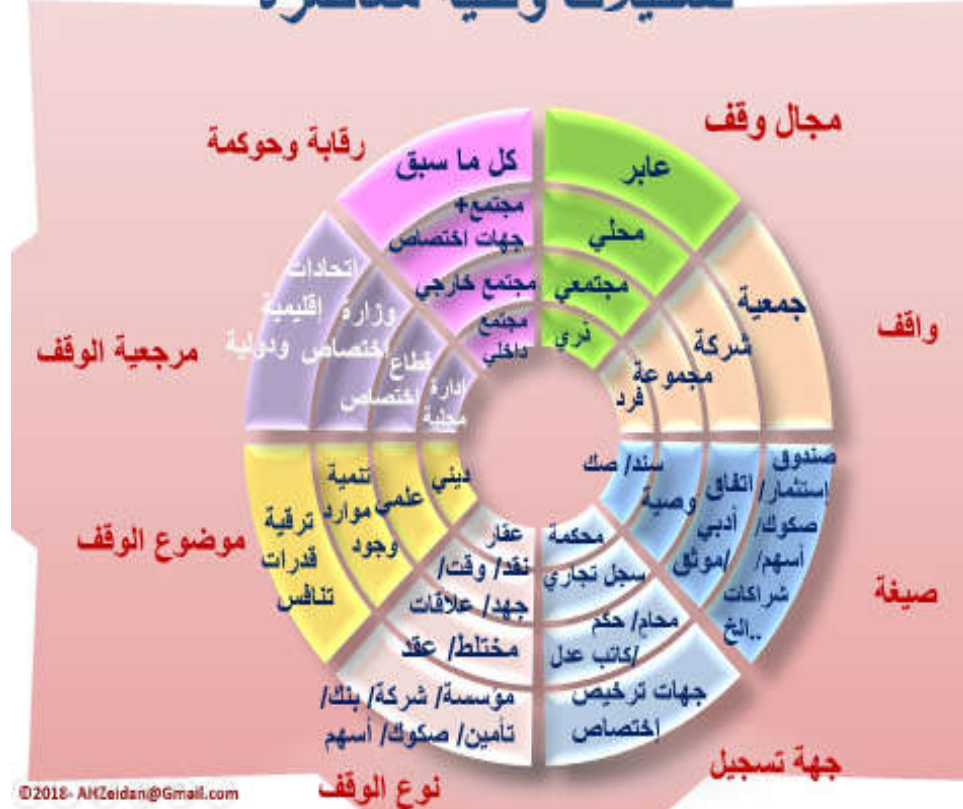 وقفية معاصرة
مجال وقف
عابر
محلي
مجتمعي
ذري
واقف
جمعية
شركة
مجموعة
فرد
صيغة
صندوق
إستثمار/
صكوك/
أسهم/
شراكات
..الخ
اتفاق
أدبي
/موثق
وصية
سند/ صك
جهة تسجيل
محكمة
سجل تجاري
محام/ حكم
/كاتب عدل
جهات ترخيص
إختصاص
نوع الوقف
عقار
نقد/ وقت/
جهد/ علاقات
مختلط/ عقد
مؤسسة/ شركة/ بنك/
تأمين/ صكوك/ أسهم
موضوع الوقف
ديني
علمي
تنمية
موارد
وجود
ترقية
قدرات
تنافس
مرجعية الوقف
اتحادات
إقليمية
ودولية
وزارة
إختصاص
قطاع
اختصاص
إدارة
محلية
رقابة وحوكمة
كل ما سبق
مجتمع+
جهات اختصاص
مجتمع خارجي
مجتمع
داخلي
©2018- AHZeidan@Gmail.com